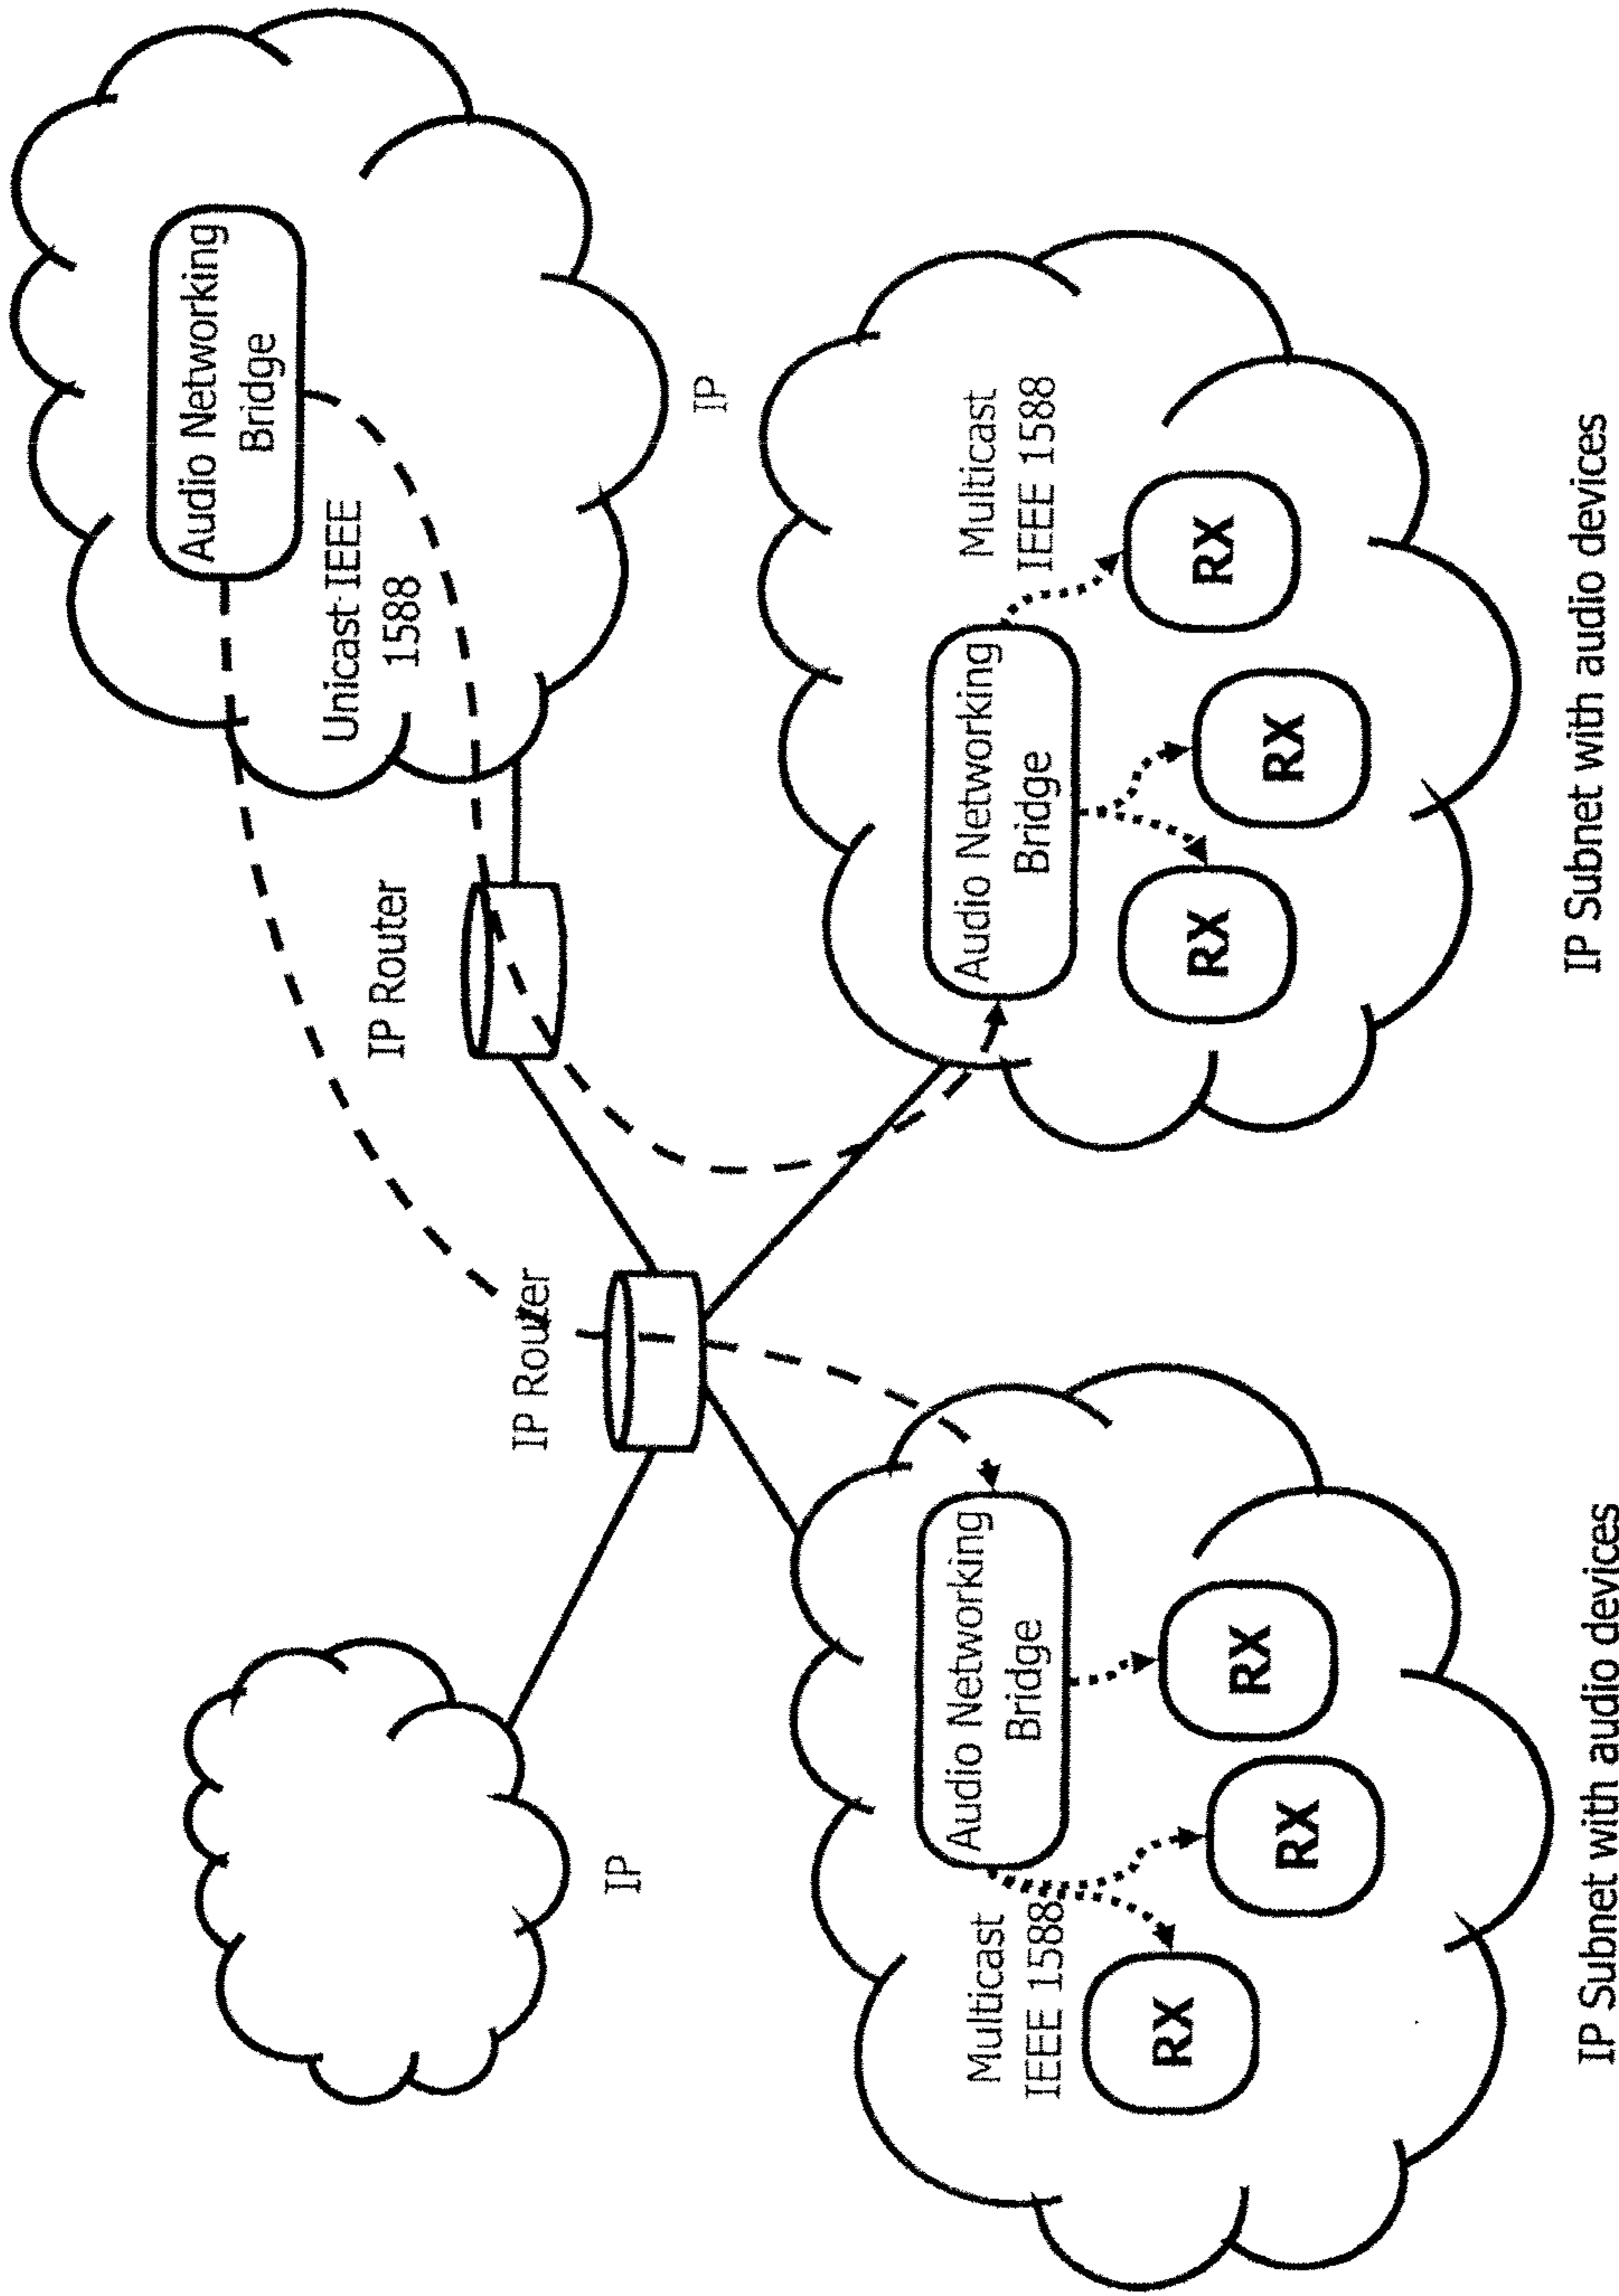 Audio Networking
Bridge
Unicast IEEE
1588
IP Router
IP Router
IP
IP
Multicast
IEEE 1588
Audio Networking
Bridge
RX
RX
RX
Audio Networking
Bridge
Multicast
IEEE 1588
RX
RX
RX
IP Subnet with audio devices
IP Subnet with audio devices